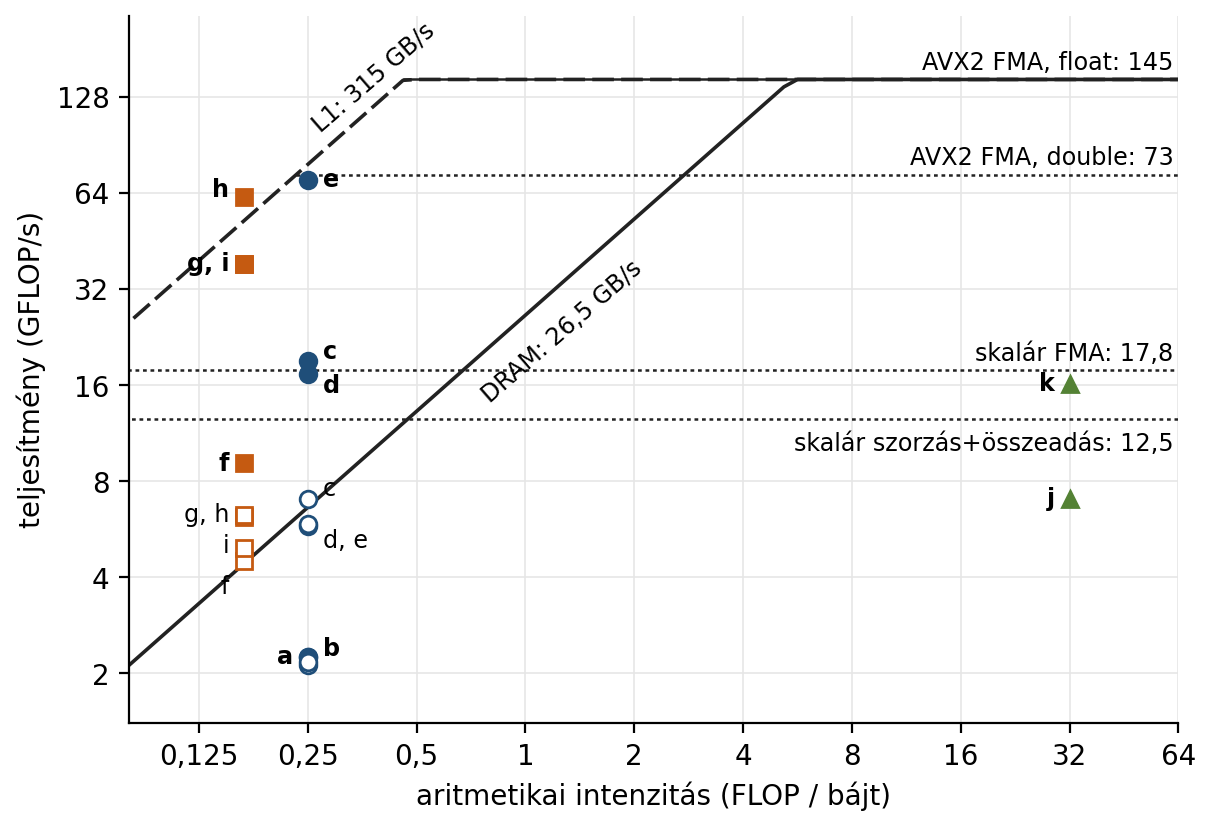 L1: 315 GB/s
AVX2 FMA, float: 145
128
AVX2 FMA, double: 73
h
e
64
g, i
DRAM: 26,5 GB/s
32
c
skalár FMA: 17,8
d
k
16
skalár szorzás+összeadás: 12,5
f
c
8
j
g, h
d, e
i
f
4
b
a
2
teljesítmény (GFLOP/s)
0,125 0,25 0,5 1 2 4 8 16 32 64
aritmetikai intenzitás (FLOP / bájt)